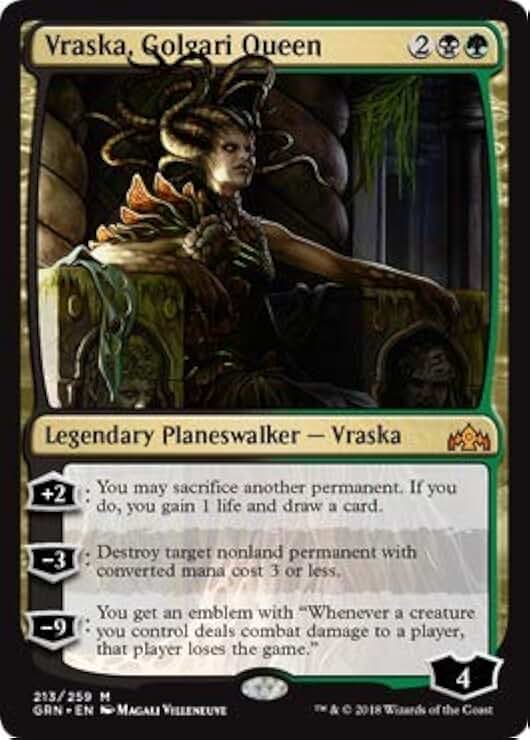 Vraska, Golgari Queen 2
Legendary Planeswalker — Vraska
+2 : You may sacrifice another permanent. If you
do, you gain 1 life and draw a card.
−3 : Destroy target nonland permanent with
converted mana cost 3 or less.
−9 : You get an emblem with “Whenever a creature
you control deals combat damage to a player,
that player loses the game.”
4
213/259 M
GRN • EN Magali Villeneuve
™ & © 2018 Wizards of the Coast